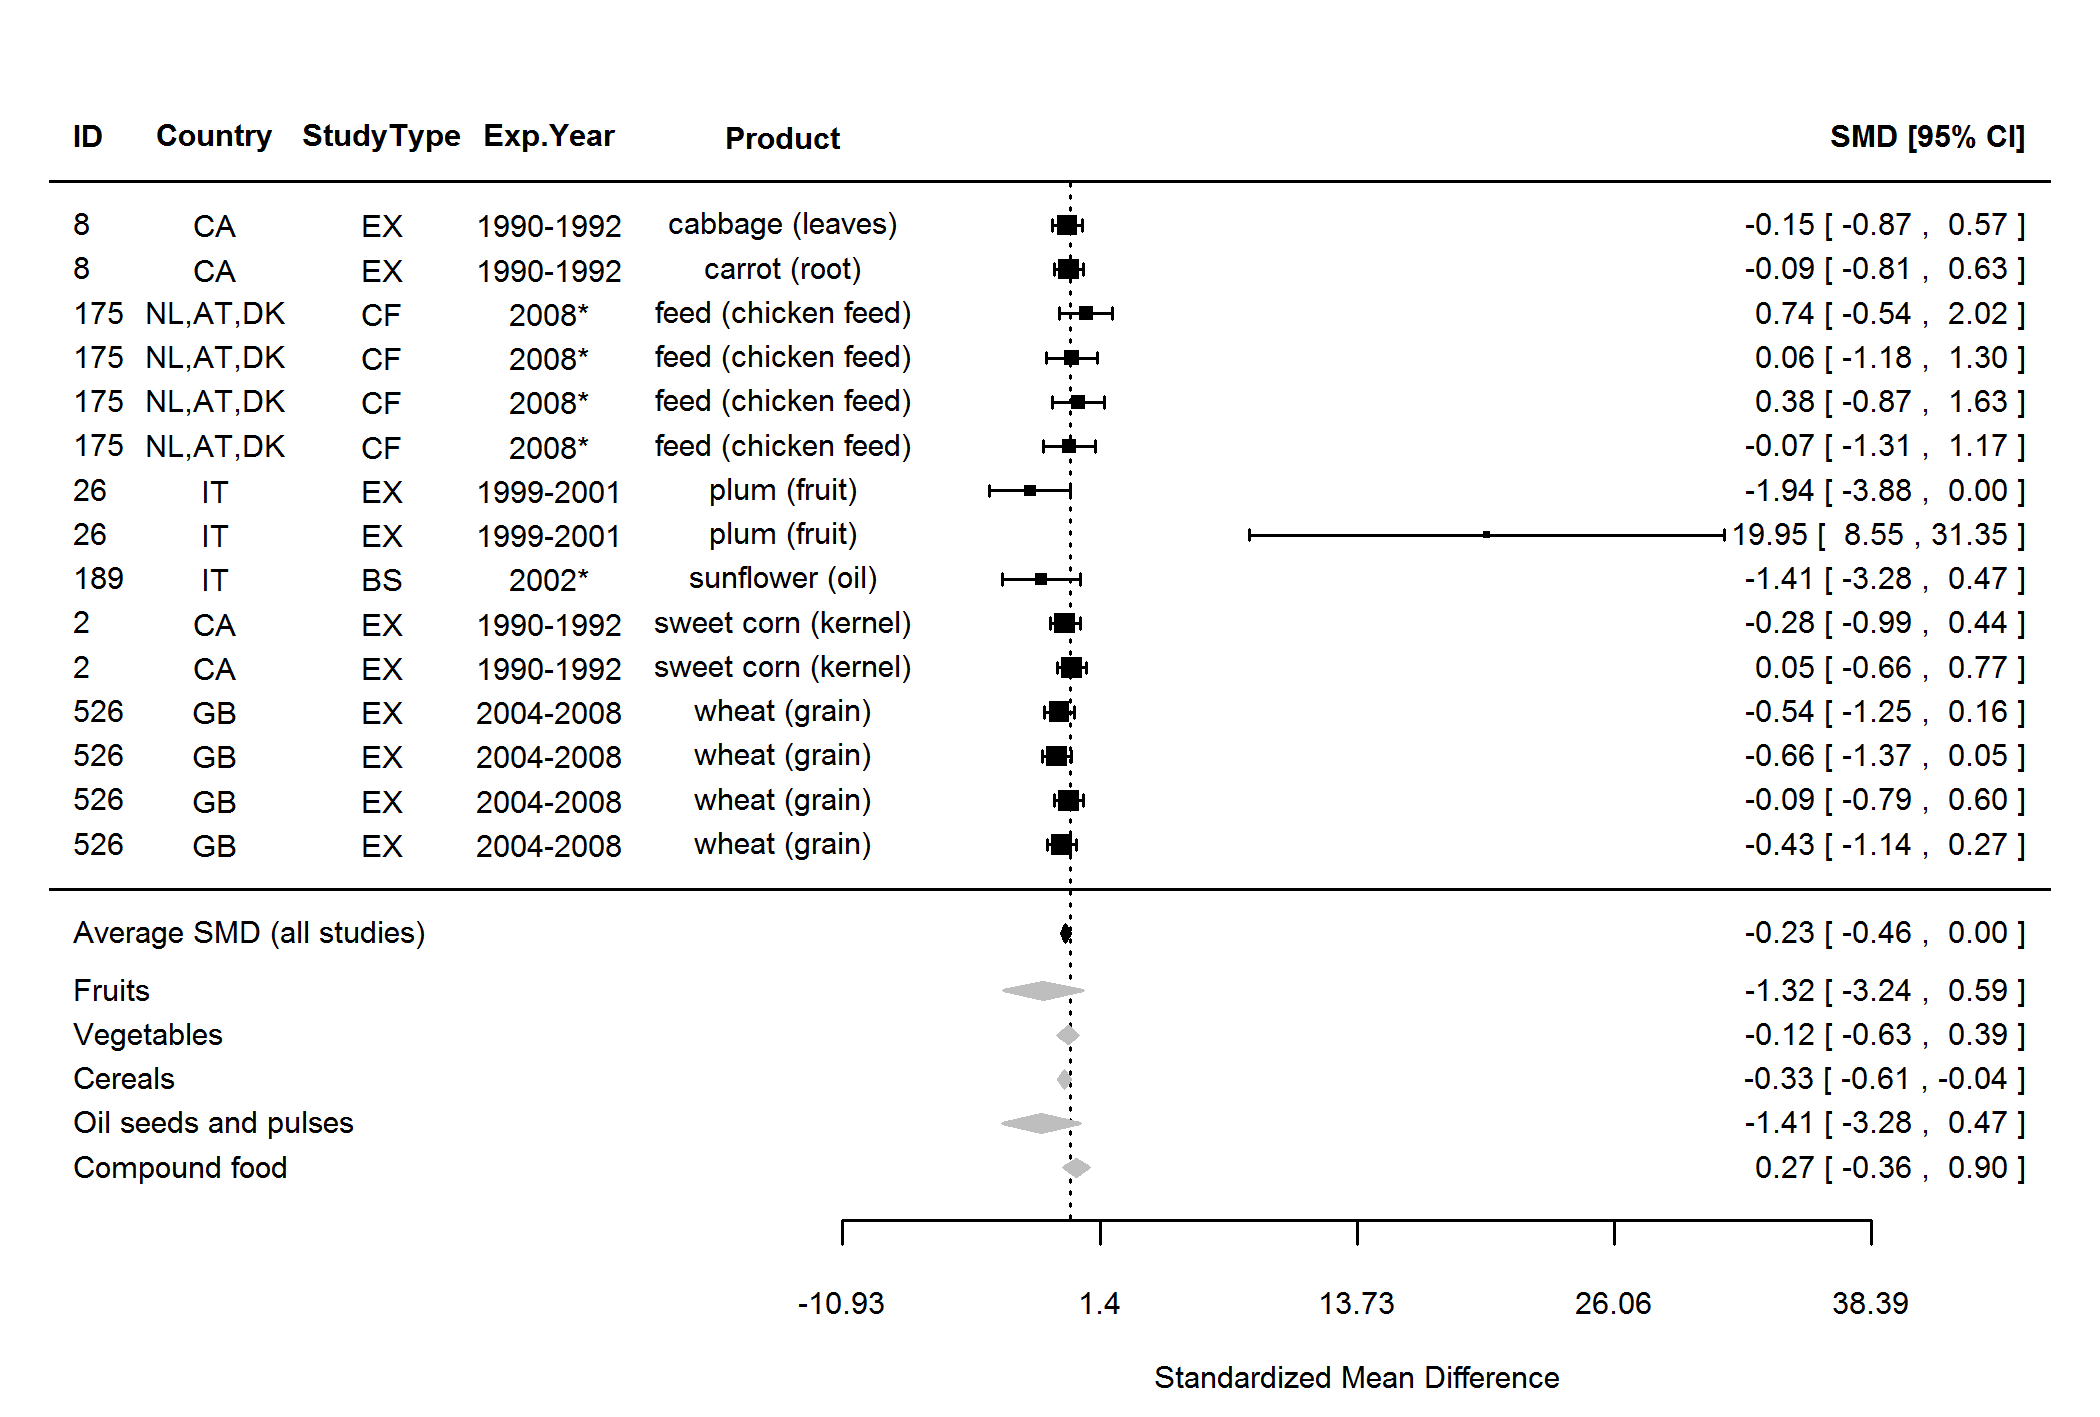 ID Country StudyType Exp.Year Product SMD [95% CI]
8 CA EX 1990-1992 cabbage (leaves) -0.15 [ -0.87 , 0.57 ]
8 CA EX 1990-1992 carrot (root) -0.09 [ -0.81 , 0.63 ]
175 NL,AT,DK CF 2008* feed (chicken feed) 0.74 [ -0.54 , 2.02 ]
175 NL,AT,DK CF 2008* feed (chicken feed) 0.06 [ -1.18 , 1.30 ]
175 NL,AT,DK CF 2008* feed (chicken feed) 0.38 [ -0.87 , 1.63 ]
175 NL,AT,DK CF 2008* feed (chicken feed) -0.07 [ -1.31 , 1.17 ]
26 IT EX 1999-2001 plum (fruit) -1.94 [ -3.88 , 0.00 ]
26 IT EX 1999-2001 plum (fruit) 19.95 [ 8.55 , 31.35 ]
189 IT BS 2002* sunflower (oil) -1.41 [ -3.28 , 0.47 ]
2 CA EX 1990-1992 sweet corn (kernel) -0.28 [ -0.99 , 0.44 ]
2 CA EX 1990-1992 sweet corn (kernel) 0.05 [ -0.66 , 0.77 ]
526 GB EX 2004-2008 wheat (grain) -0.54 [ -1.25 , 0.16 ]
526 GB EX 2004-2008 wheat (grain) -0.66 [ -1.37 , 0.05 ]
526 GB EX 2004-2008 wheat (grain) -0.09 [ -0.79 , 0.60 ]
526 GB EX 2004-2008 wheat (grain) -0.43 [ -1.14 , 0.27 ]
Average SMD (all studies) -0.23 [ -0.46 , 0.00 ]
Fruits -1.32 [ -3.24 , 0.59 ]
Vegetables -0.12 [ -0.63 , 0.39 ]
Cereals -0.33 [ -0.61 , -0.04 ]
Oil seeds and pulses -1.41 [ -3.28 , 0.47 ]
Compound food 0.27 [ -0.36 , 0.90 ]
-10.93 1.4 13.73 26.06 38.39
Standardized Mean Difference